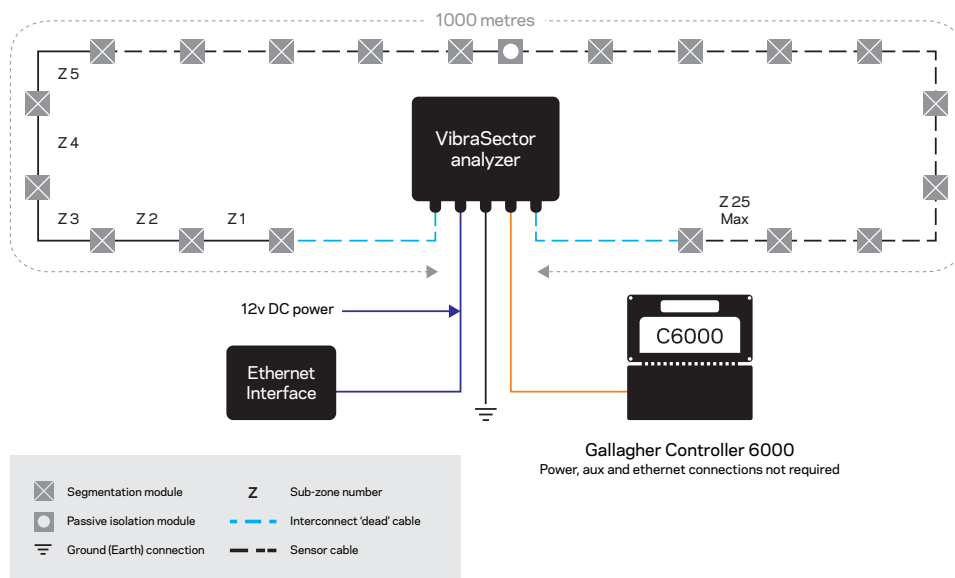 1000 metres
Z 5
Z 4
Z 3
Z 2
Z 1
VibraSector
analyzer
Z 25
Max
12v DC power
Ethernet
Interface
C6000
Gallagher Controller 6000
Power, aux and ethernet connections not required
Segmentation module
Z Sub-zone number
Passive isolation module
Interconnect ‘dead’ cable
Ground (Earth) connection
Sensor cable